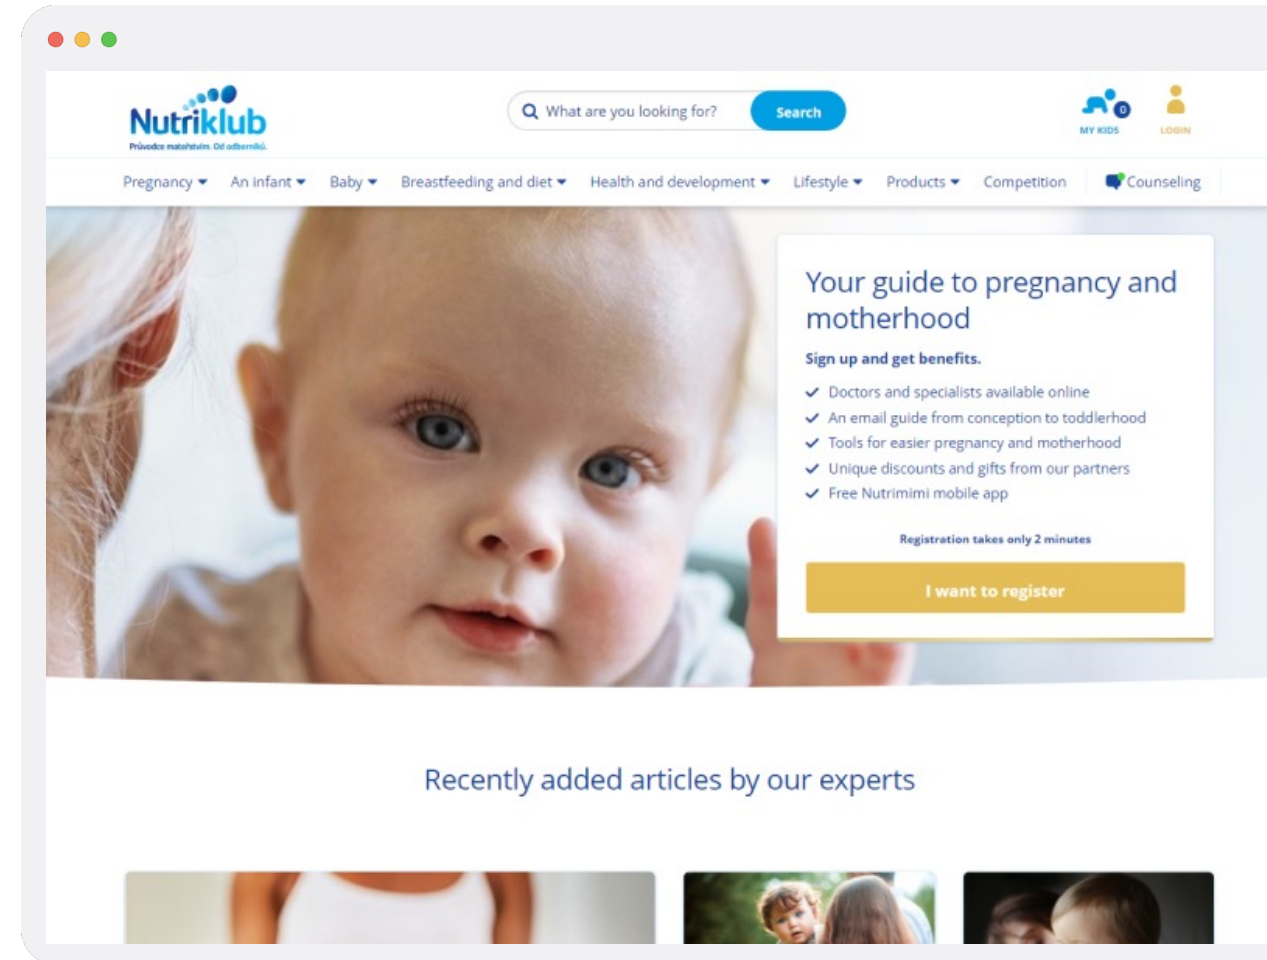 Nutriklub
Průvodce mateřstvím. Od odborníků.
What are you looking for?
Search
0
MY KIDS
LOGIN
Pregnancy
An infant
Baby
Breastfeeding and diet
Health and development
Lifestyle
Products
Competition
Counseling
Your guide to pregnancy and
motherhood
Sign up and get benefits.
Doctors and specialists available online
An email guide from conception to toddlerhood
Tools for easier pregnancy and motherhood
Unique discounts and gifts from our partners
Free Nutrimimi mobile app
Registration takes only 2 minutes
I want to register
Recently added articles by our experts